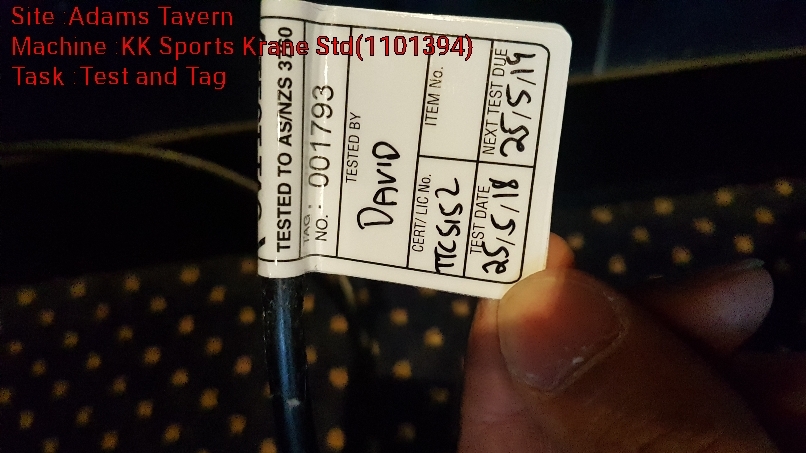 Site :Adams Tavern
Machine :KK Sports Krane Std(1101394)
Task :Test and Tag
TESTED TO AS/NZS 3760
TAG
NO.: 001793
TESTED BY
DAVID
ITEM No.
CERT/ LIC No.
TTC5152
TEST DATE
25/5/18
NEXT TEST DUE
25/5/19